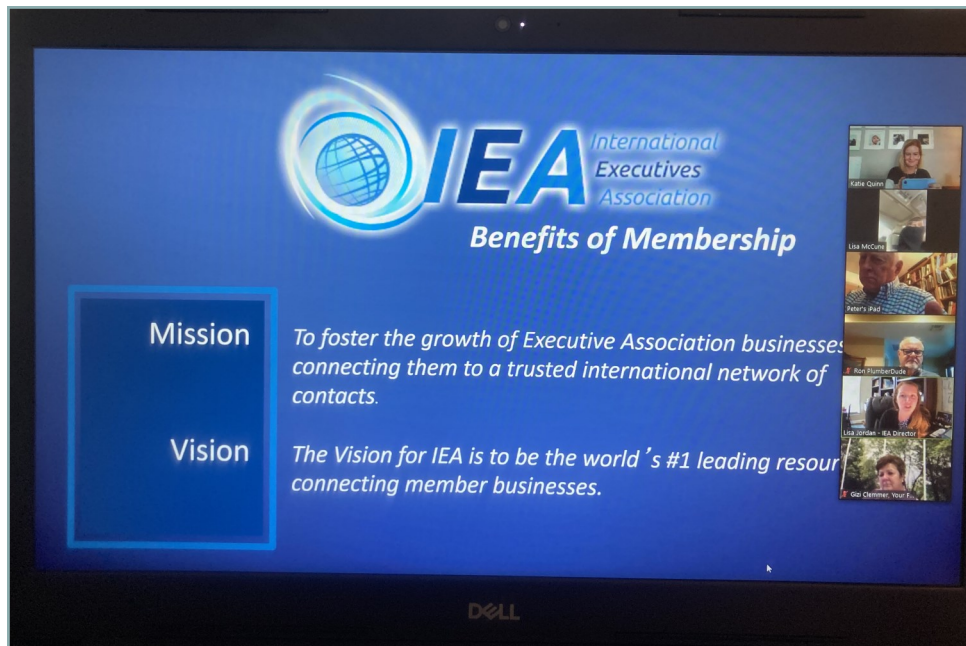 IEA
International
Executives
Association
Benefits of Membership
Mission
To foster the growth of Executive Association businesses
connecting them to a trusted international network of
contacts.
Vision
The Vision for IEA is to be the world's #1 leading resour
connecting member businesses.
Katie Quinn
Lisa McCune
Peter's iPad
Ron PlumberDude
Lisa Jordan - IEA Director
Gizi Clemmer, Your F...
DELL